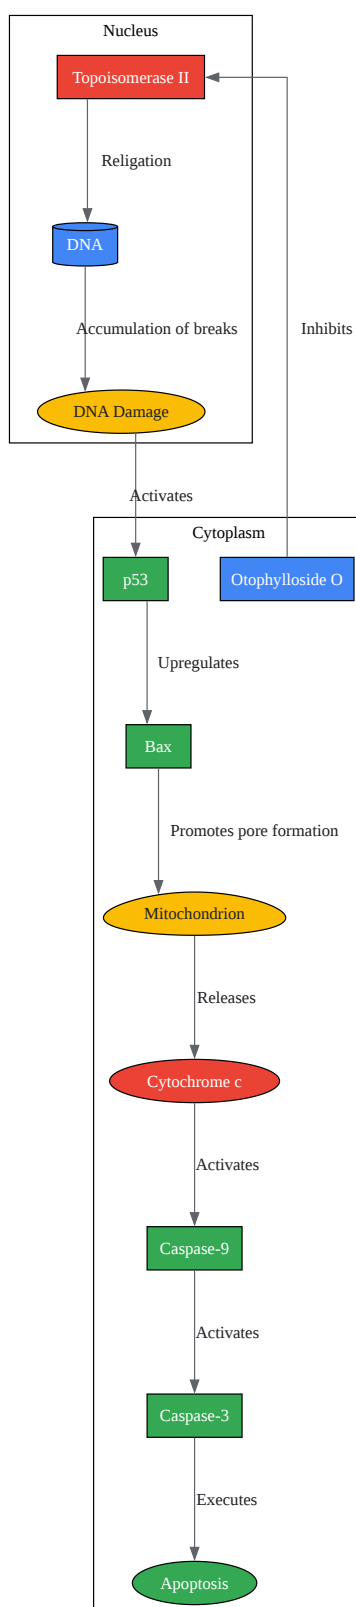 Nucleus
Topoisomerase II
Religation
DNA
Accumulation of breaks
Inhibits
DNA Damage
Activates
Cytoplasm
p53
Otophylloside O
Upregulates
Bax
Promotes pore formation
Mitochondrion
Releases
Cytochrome c
Activates
Caspase-9
Activates
Caspase-3
Executes
Apoptosis